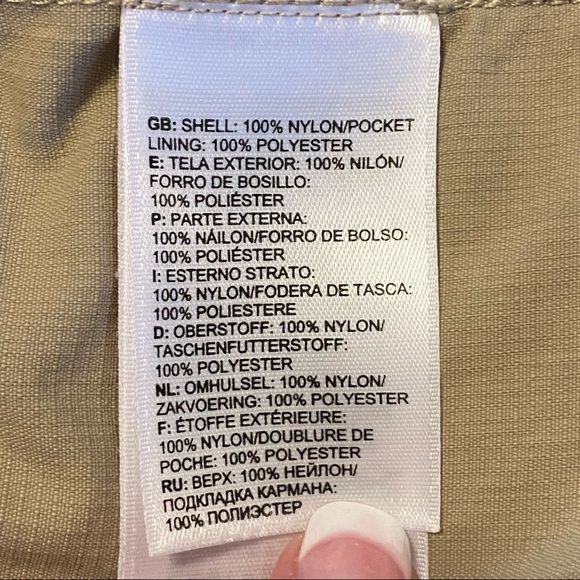 GB: SHELL: 100% NYLON/POCKET
LINING: 100% POLYESTER
E: TELA EXTERIOR: 100% NILÓN/
FORRO DE BOSILLO:
100% POLIÉSTER
P: PARTE EXTERNA:
100% NÁILON/FORRO DE BOLSO:
100% POLIÉSTER
I: ESTERNO STRATO:
100% NYLON/FODERA DE TASCA:
100% POLIESTERE
D: OBERSTOFF: 100% NYLON/
TASCHENFUTTERSTOFF:
100% POLYESTER
NL: OMHULSEL: 100% NYLON/
ZAKVOERING: 100% POLYESTER
F: ÉTOFFE EXTÉRIEURE:
100% NYLON/DOUBLURE DE
POCHE: 100% POLYESTER
RU: ВЕРХ: 100% НЕЙЛОН/
ПОДКЛАДКА КАРМАНА:
100% ПОЛИЭСТЕР